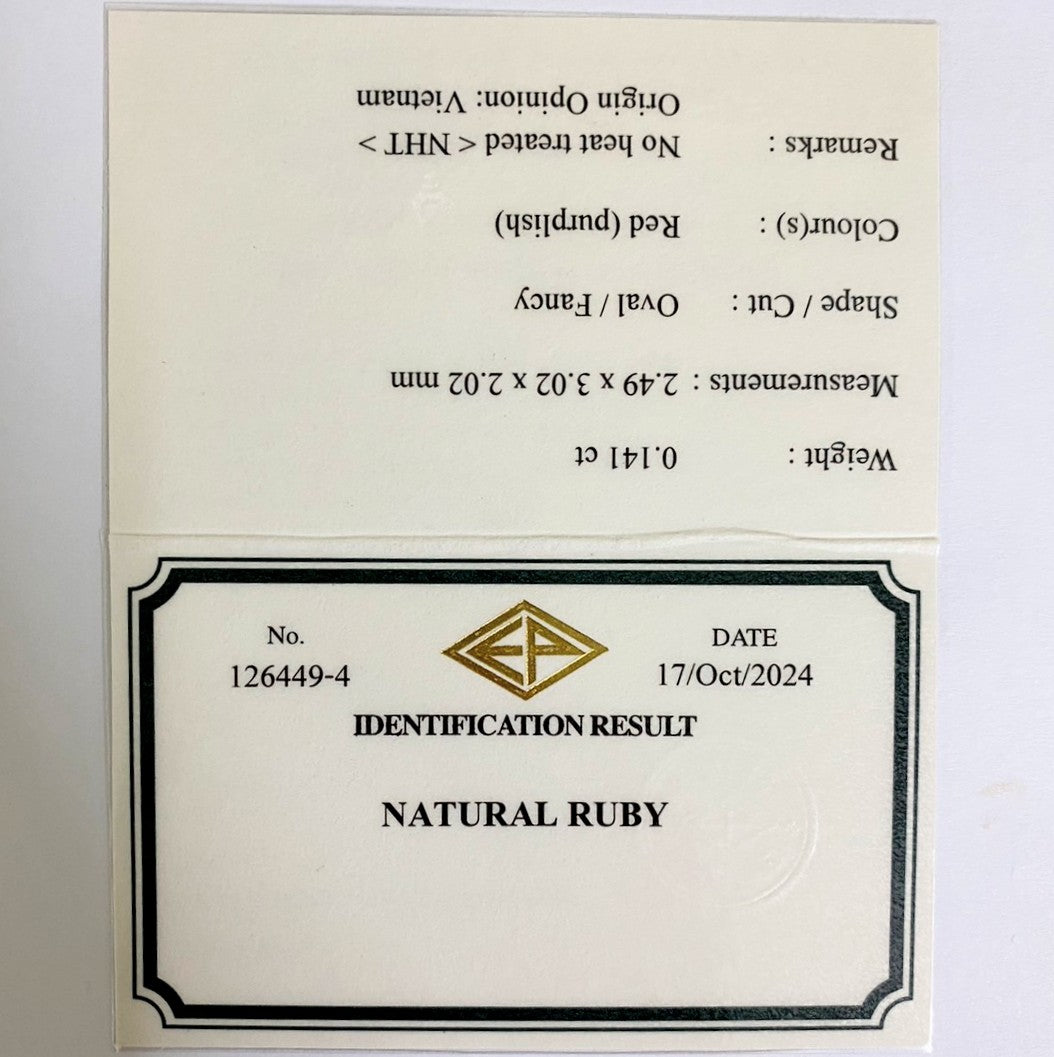 Weight : 0.141 ct
Measurements : 2.49 x 3.02 x 2.02 mm
Shape / Cut : Oval / Fancy
Colour(s) : Red (purplish)
Remarks : No heat treated < NHT >
Origin Opinion: Vietnam
No.
126449-4
EP
DATE
17/Oct/2024
IDENTIFICATION RESULT
NATURAL RUBY